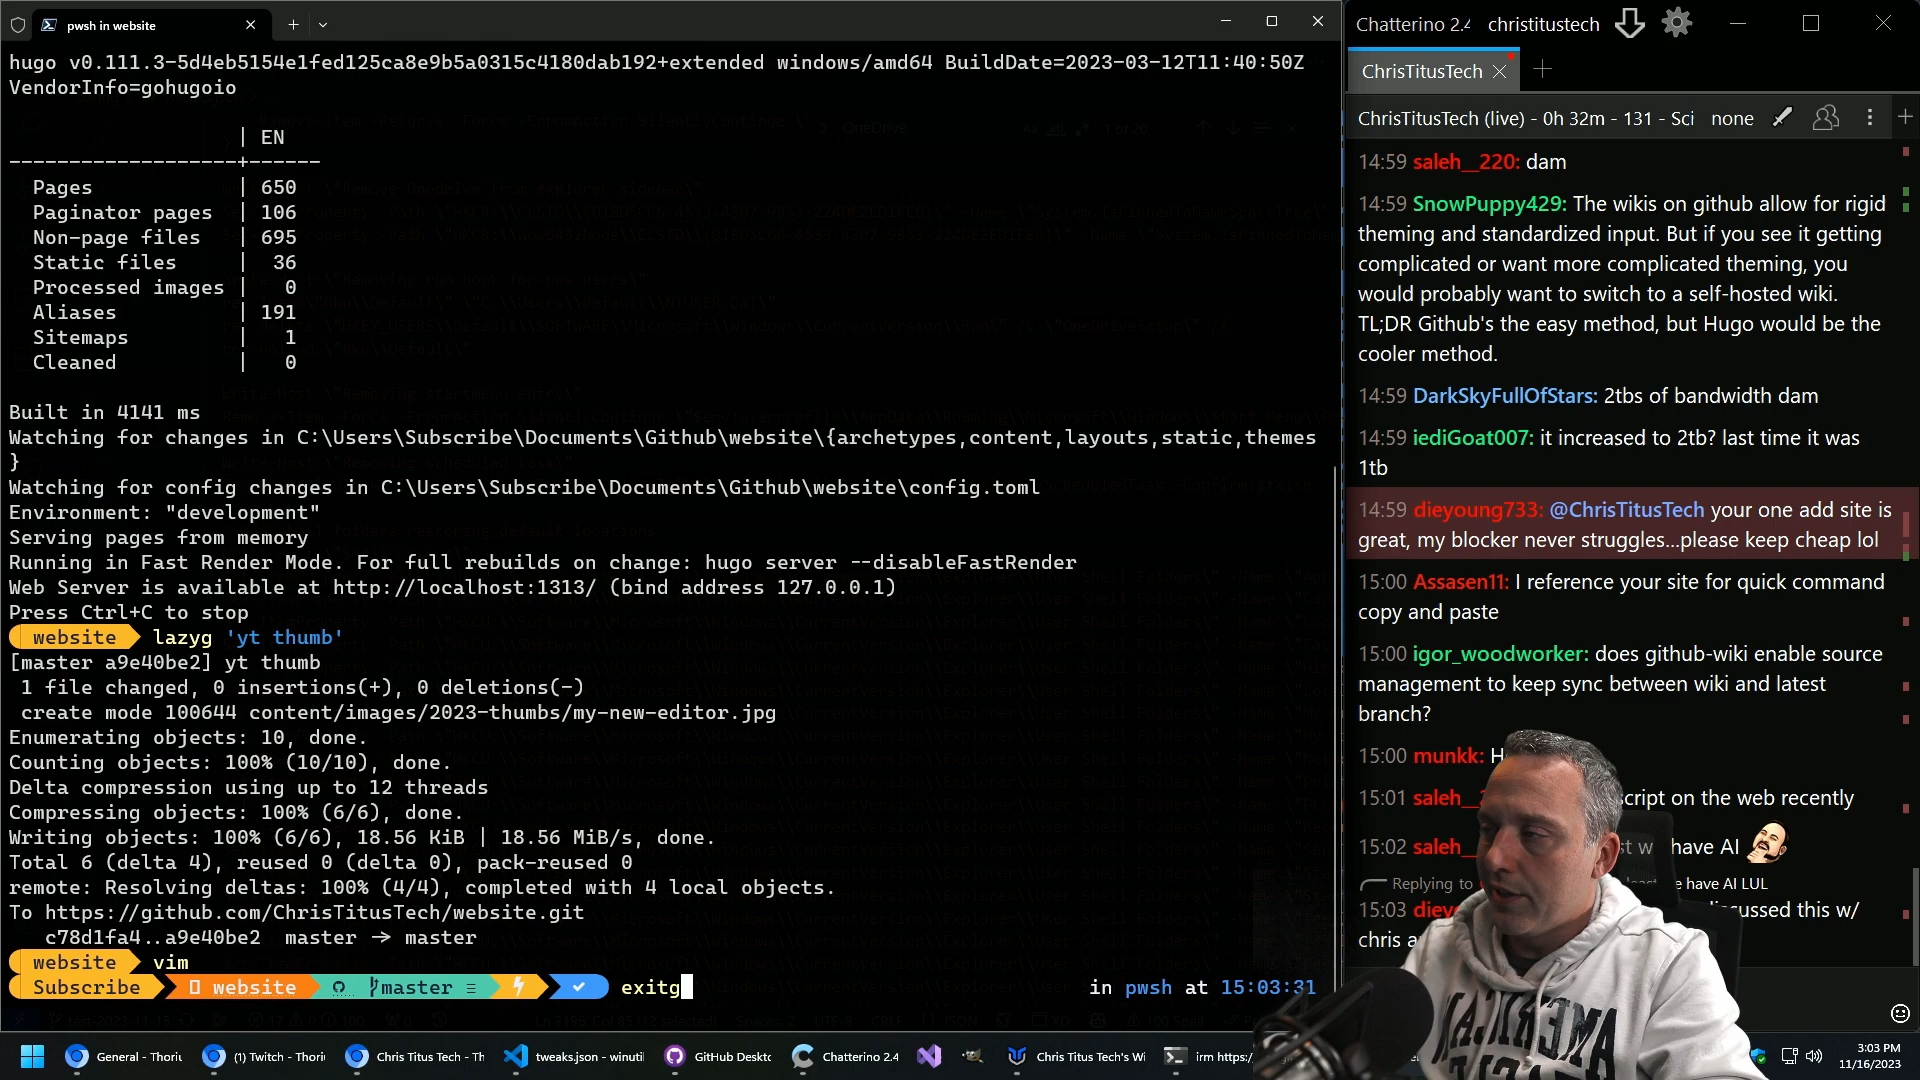 pwsh in website
hugo v0.111.3-5d4eb5154e1fed125ca8e9b5a0315c4180dab192+extended windows/amd64 BuildDate=2023-03-12T11:40:50Z
VendorInfo=gohugoio
| EN
-------------------+------
Pages | 650
Paginator pages | 106
Non-page files | 695
Static files | 36
Processed images | 0
Aliases | 191
Sitemaps | 1
Cleaned | 0
Built in 4141 ms
Watching for changes in C:\Users\Subscribe\Documents\Github\website\{archetypes,content,layouts,static,themes
}
Watching for config changes in C:\Users\Subscribe\Documents\Github\website\config.toml
Environment: "development"
Serving pages from memory
Running in Fast Render Mode. For full rebuilds on change: hugo server --disableFastRender
Web Server is available at http://localhost:1313/ (bind address 127.0.0.1)
Press Ctrl+C to stop
website lazyg 'yt thumb'
[master a9e40be2] yt thumb
1 file changed, 0 insertions(+), 0 deletions(-)
create mode 100644 content/images/2023-thumbs/my-new-editor.jpg
Enumerating objects: 10, done.
Counting objects: 100% (10/10), done.
Delta compression using up to 12 threads
Compressing objects: 100% (6/6), done.
Writing objects: 100% (6/6), 18.56 KiB | 18.56 MiB/s, done.
Total 6 (delta 4), reused 0 (delta 0), pack-reused 0
remote: Resolving deltas: 100% (4/4), completed with 4 local objects.
To https://github.com/ChrisTitusTech/website.git
c78d1fa4..a9e40be2 master -> master
website vim
Subscribe website master ≡ exitg in pwsh at 15:03:31
Chatterino 2.4 christitustech
ChrisTitusTech
ChrisTitusTech (live) - 0h 32m - 131 - Sci none
14:59 saleh__220: dam
14:59 SnowPuppy429: The wikis on github allow for rigid
theming and standardized input. But if you see it getting
complicated or want more complicated theming, you
would probably want to switch to a self-hosted wiki.
TL;DR Github's the easy method, but Hugo would be the
cooler method.
14:59 DarkSkyFullOfStars: 2tbs of bandwidth dam
14:59 iediGoat007: it increased to 2tb? last time it was
1tb
14:59 dieyoung733: @ChrisTitusTech your one add site is
great, my blocker never struggles...please keep cheap lol
15:00 Assasen11: I reference your site for quick command
copy and paste
15:00 igor_woodworker: does github-wiki enable source
management to keep sync between wiki and latest
branch?
15:00 munkk: H
15:01 saleh__ script on the web recently
15:02 saleh_ have AI
Replying to have AI LUL
15:03 discussed this w/
chris
General - Thoriu
(1) Twitch - Thoriu
Chris Titus Tech - Th
tweaks.json - winutil
GitHub Deskto
Chatterino 2.4
Chris Titus Tech's Wi
irm https:/
3:03 PM
11/16/2023